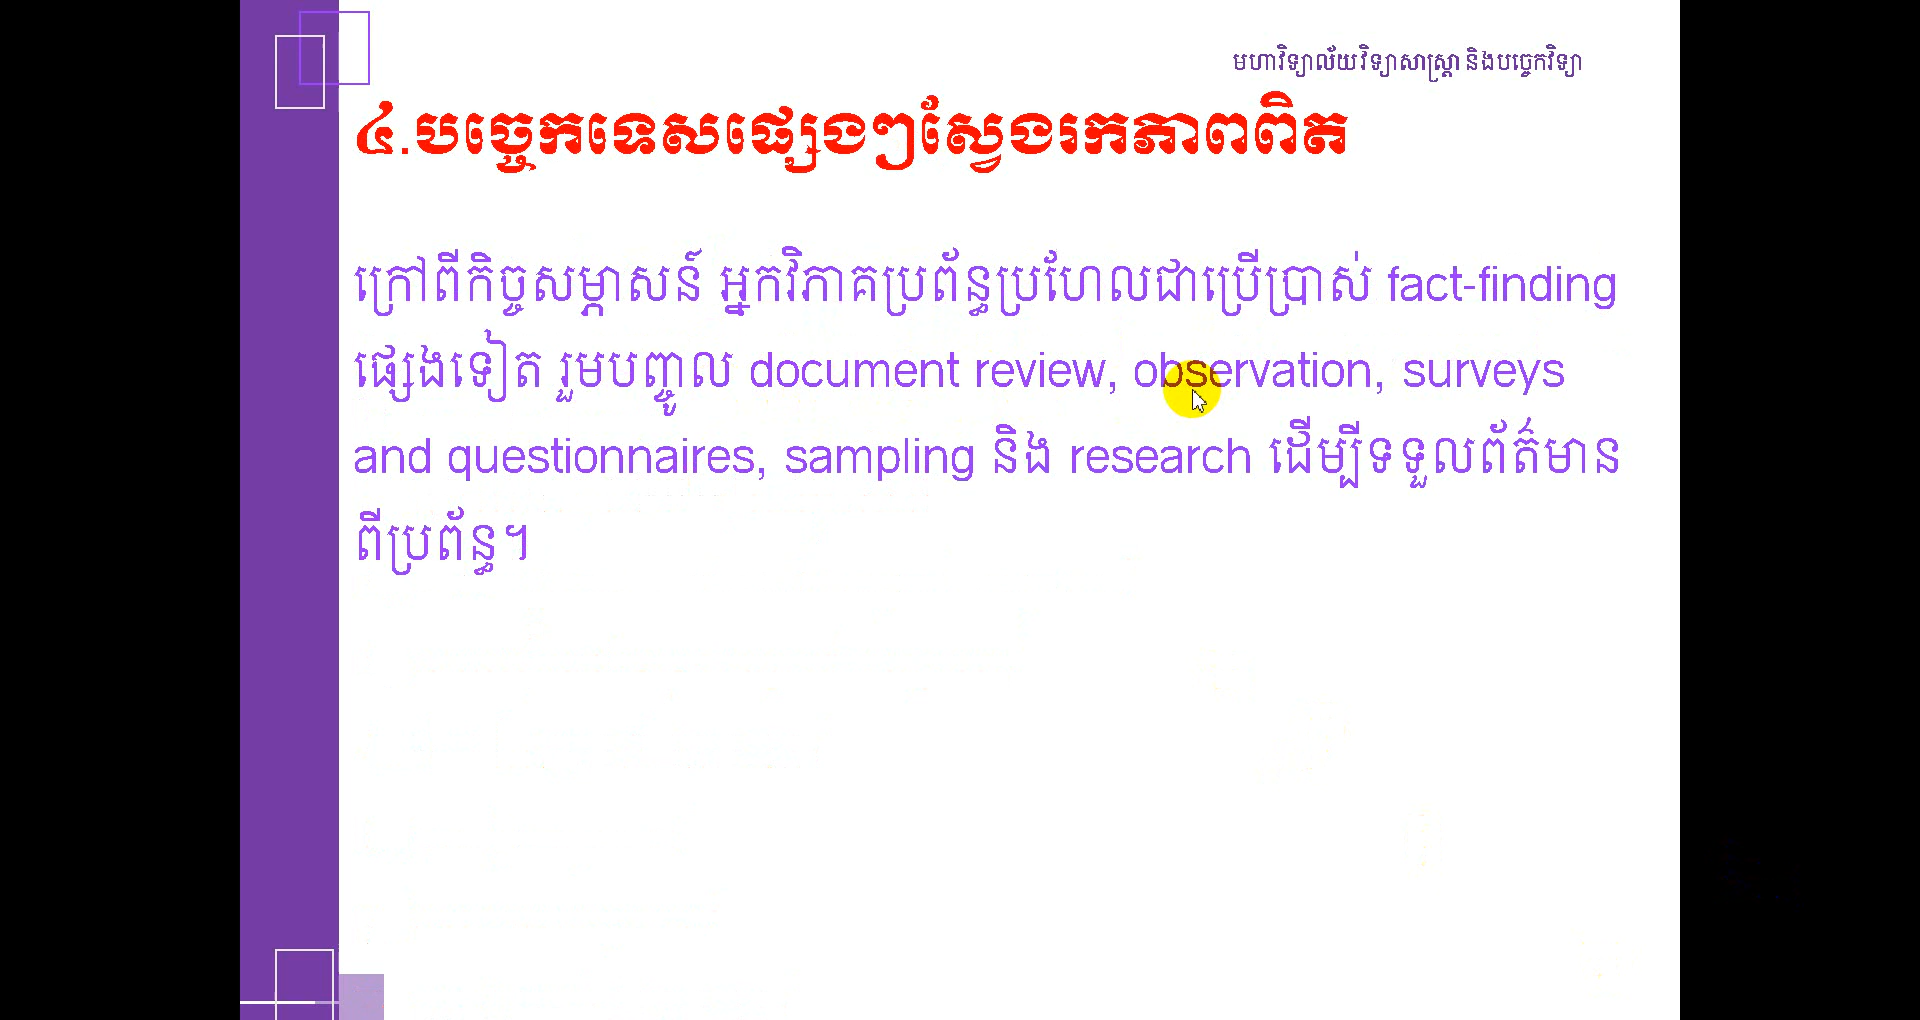 មហាវិទ្យាល័យវិទ្យាសាស្ត្រា និងបច្ចេកវិទ្យា
៤.បច្ចេកទេសផ្សេងៗស្វែងរកភាពពិត
ក្រៅពីកិច្ចសម្ភាសន៍ អ្នកវិភាគប្រព័ន្ធប្រហែលជាប្រើប្រាស់ fact-finding
ផ្សេងទៀត រួមបញ្ចូល document review, observation, surveys
and questionnaires, sampling និង research ដើម្បីទទួលព័ត៌មាន
ពីប្រព័ន្ធ។